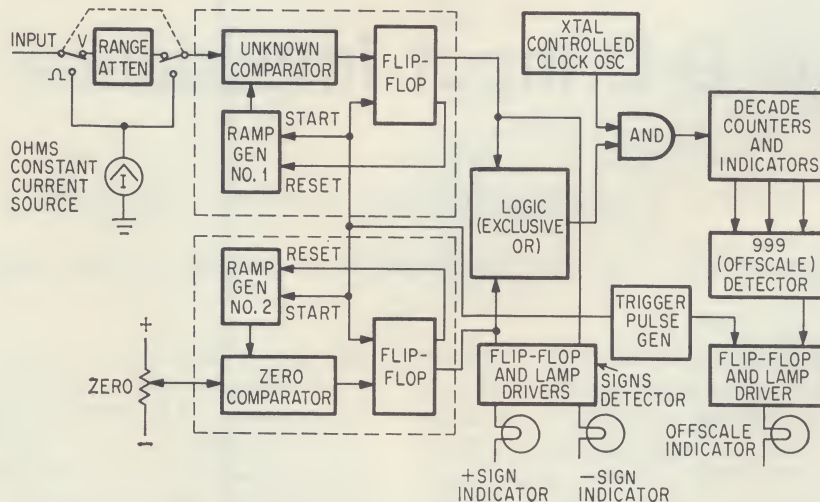 INPUT
V
Ω
RANGE
ATTEN
OHMS
CONSTANT
CURRENT
SOURCE
I
UNKNOWN
COMPARATOR
FLIP-
FLOP
RAMP
GEN
NO. 1
START
RESET
RAMP
GEN
NO. 2
RESET
START
+
ZERO
−
ZERO
COMPARATOR
FLIP-
FLOP
XTAL
CONTROLLED
CLOCK OSC
AND
DECADE
COUNTERS
AND
INDICATORS
LOGIC
(EXCLUSIVE
OR)
999
(OFFSCALE)
DETECTOR
TRIGGER
PULSE
GEN
FLIP-FLOP
AND LAMP
DRIVERS
SIGNS
DETECTOR
FLIP-FLOP
AND LAMP
DRIVER
+SIGN
INDICATOR
−SIGN
INDICATOR
OFFSCALE
INDICATOR